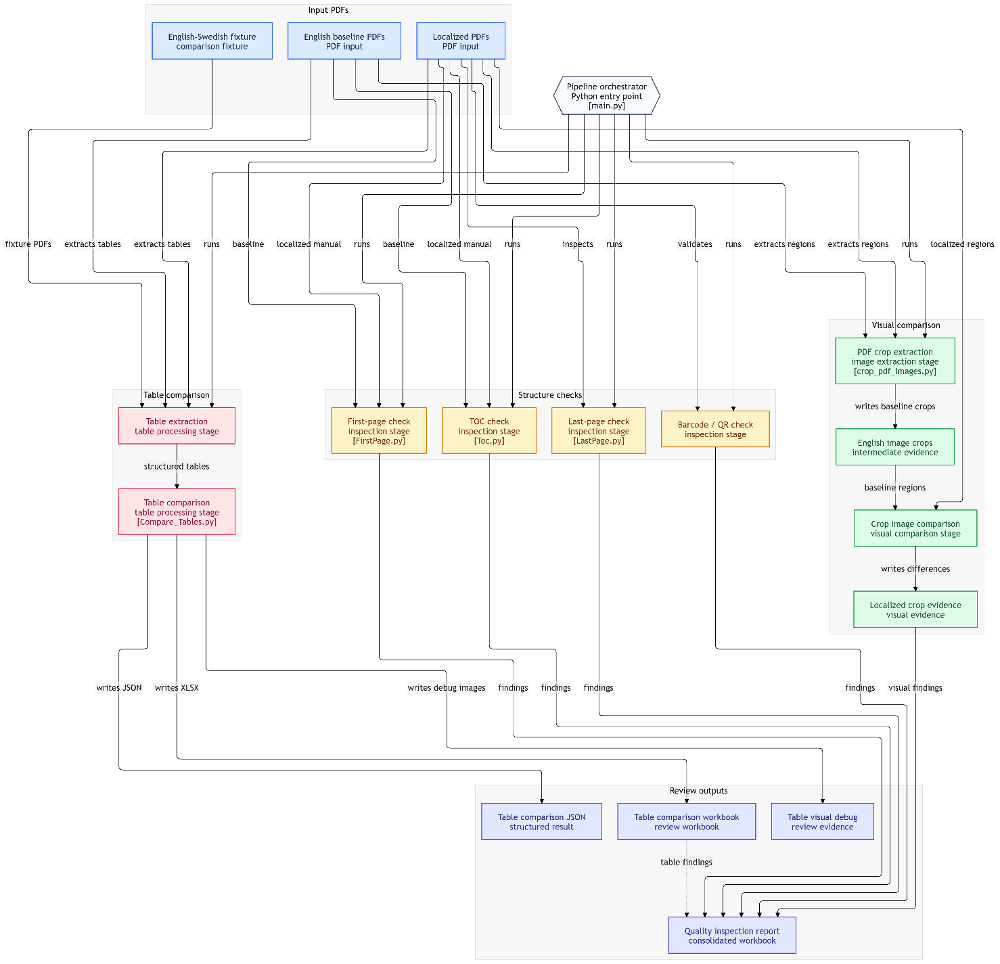 Input PDFs
English-Swedish fixture
comparison fixture
English baseline PDFs
PDF input
Localized PDFs
PDF input
Pipeline orchestrator
Python entry point
[main.py]
fixture PDFs
extracts tables
extracts tables
runs
baseline
localized manual
runs
baseline
localized manual
runs
inspects
runs
validates
runs
extracts regions
extracts regions
runs
localized regions
Visual comparison
PDF crop extraction
image extraction stage
[crop_pdf_images.py]
writes baseline crops
English image crops
intermediate evidence
baseline regions
Crop image comparison
visual comparison stage
writes differences
Localized crop evidence
visual evidence
Table comparison
Table extraction
table processing stage
structured tables
Table comparison
table processing stage
[Compare_Tables.py]
Structure checks
First-page check
inspection stage
[FirstPage.py]
TOC check
inspection stage
[Toc.py]
Last-page check
inspection stage
[LastPage.py]
Barcode / QR check
inspection stage
writes JSON
writes XLSX
writes debug images
findings
findings
findings
findings
visual findings
Review outputs
Table comparison JSON
structured result
Table comparison workbook
review workbook
Table visual debug
review evidence
table findings
Quality inspection report
consolidated workbook